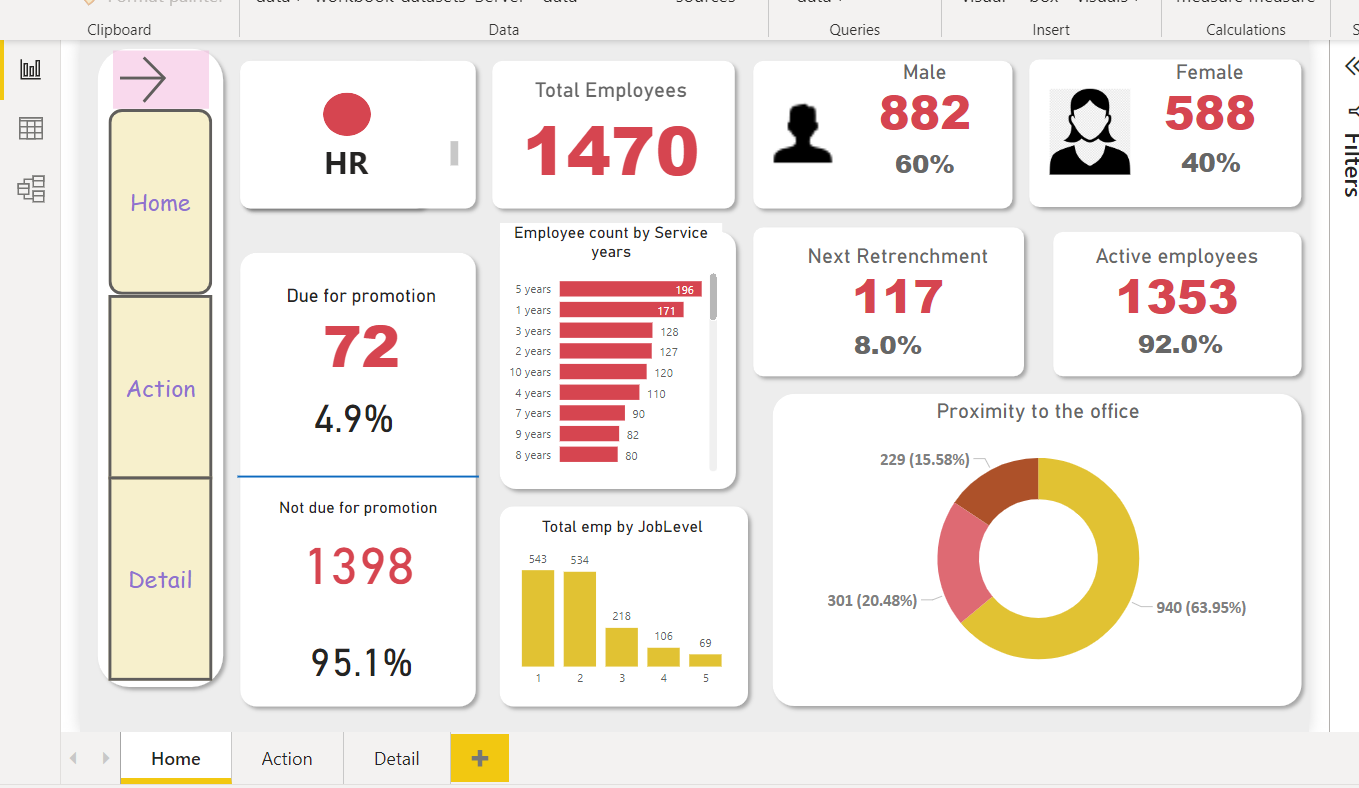 Format painter
data workbook datasets Server data
sources
data
visual box visuals
measure measure
Clipboard
Data
Queries
Insert
Calculations
Home
Action
Detail
HR
Total Employees
1470
Male
882
60%
Female
588
40%
Filters
Due for promotion
72
4.9%
Not due for promotion
1398
95.1%
Employee count by Service
years
5 years 196
1 years 171
3 years 128
2 years 127
10 years 120
4 years 110
7 years 90
9 years 82
8 years 80
Next Retrenchment
117
8.0%
Active employees
1353
92.0%
Total emp by JobLevel
543 534 218 106 69
1 2 3 4 5
Proximity to the office
229 (15.58%)
301 (20.48%)
940 (63.95%)
Home
Action
Detail